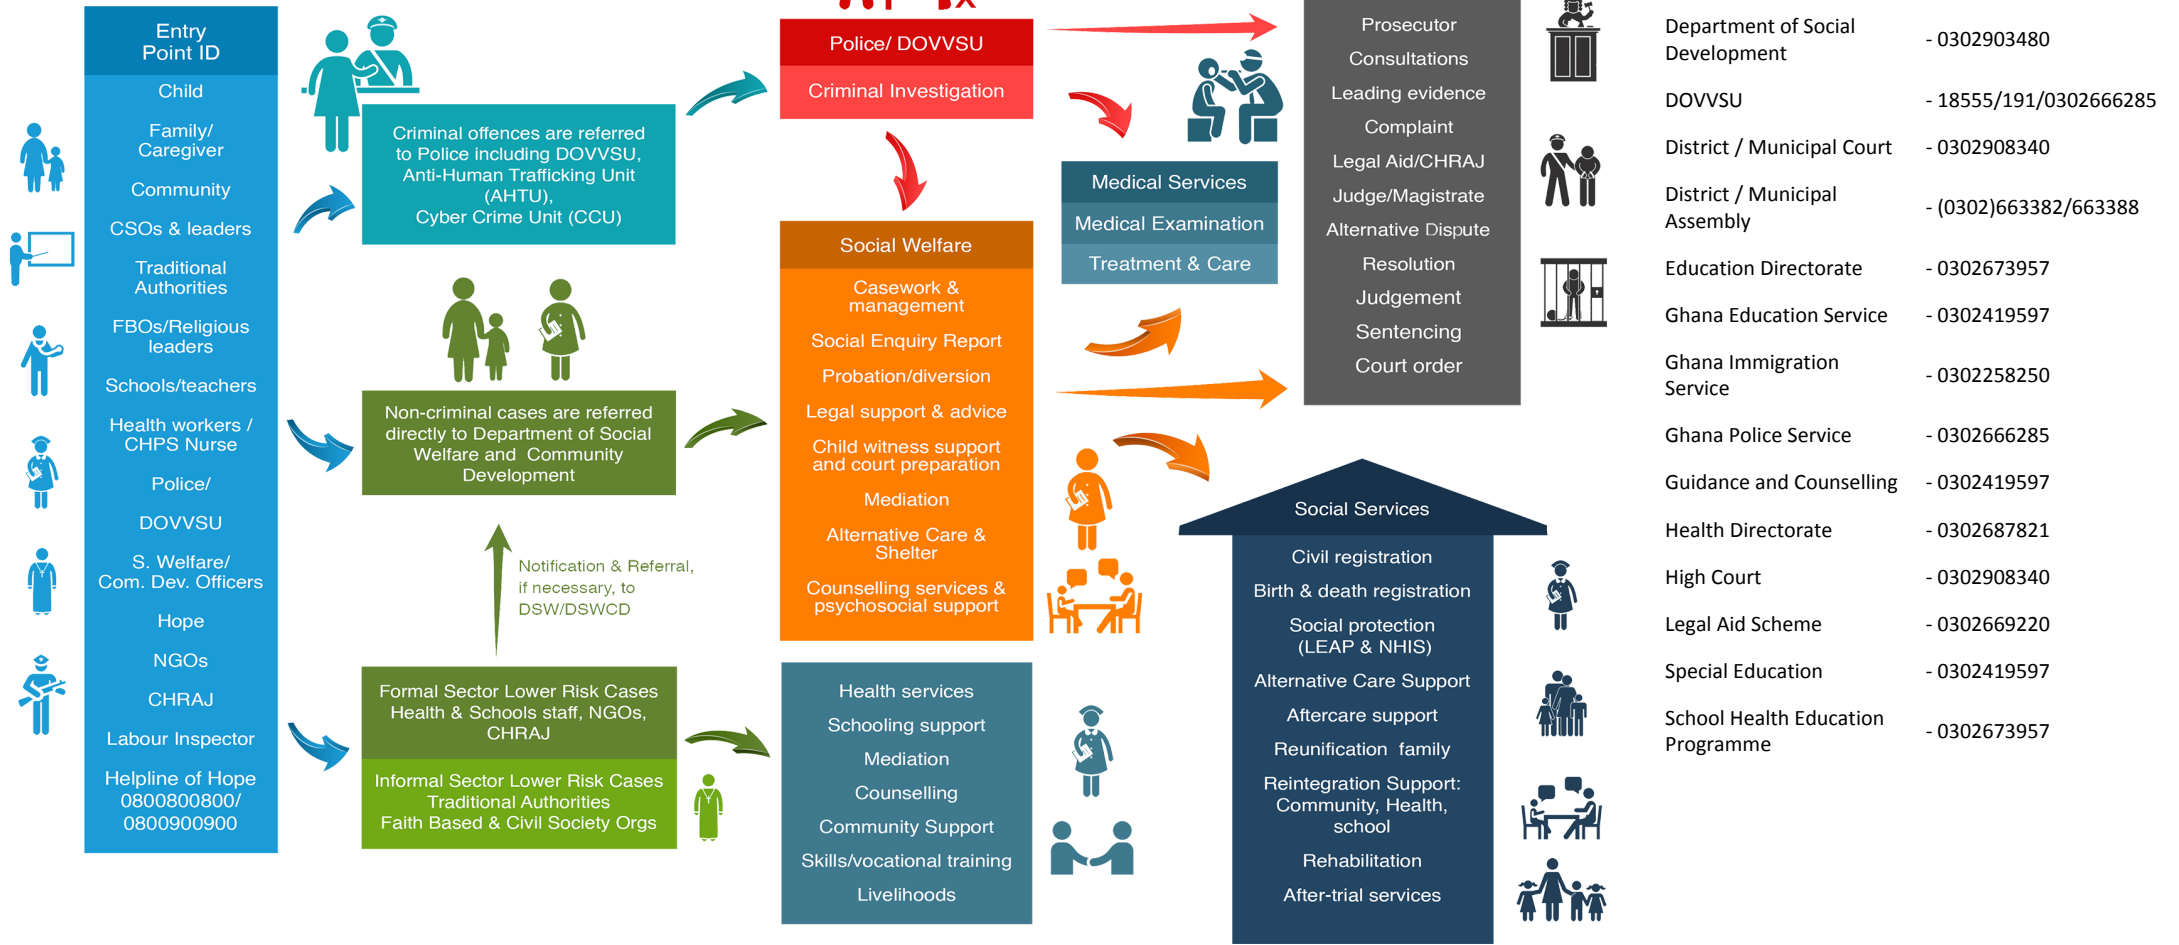 Entry
Point ID
Child
Family/
Caregiver
Community
CSOs & leaders
Traditional
Authorities
FBOs/Religious
leaders
Schools/teachers
Health workers /
CHPS Nurse
Police/
DOVVSU
S. Welfare/
Com. Dev. Officers
Hope
NGOs
CHRAJ
Labour Inspector
Helpline of Hope
0800800800/
0800900900
Criminal offences are referred
to Police including DOVVSU,
Anti-Human Trafficking Unit
(AHTU),
Cyber Crime Unit (CCU)
Non-criminal cases are referred
directly to Department of Social
Welfare and Community
Development
Notification & Referral,
if necessary, to
DSW/DSWCD
Formal Sector Lower Risk Cases
Health & Schools staff, NGOs,
CHRAJ
Informal Sector Lower Risk Cases
Traditional Authorities
Faith Based & Civil Society Orgs
Police/ DOVVSU
Criminal Investigation
Social Welfare
Casework &
management
Social Enquiry Report
Probation/diversion
Legal support & advice
Child witness support
and court preparation
Mediation
Alternative Care &
Shelter
Counselling services &
psychosocial support
Health services
Schooling support
Mediation
Counselling
Community Support
Skills/vocational training
Livelihoods
Medical Services
Medical Examination
Treatment & Care
Prosecutor
Consultations
Leading evidence
Complaint
Legal Aid/CHRAJ
Judge/Magistrate
Alternative Dispute
Resolution
Judgement
Sentencing
Court order
Social Services
Civil registration
Birth & death registration
Social protection
(LEAP & NHIS)
Alternative Care Support
Aftercare support
Reunification family
Reintegration Support:
Community, Health,
school
Rehabilitation
After-trial services
Department of Social
Development - 0302903480
DOVVSU - 18555/191/0302666285
District / Municipal Court - 0302908340
District / Municipal
Assembly - (0302)663382/663388
Education Directorate - 0302673957
Ghana Education Service - 0302419597
Ghana Immigration
Service - 0302258250
Ghana Police Service - 0302666285
Guidance and Counselling - 0302419597
Health Directorate - 0302687821
High Court - 0302908340
Legal Aid Scheme - 0302669220
Special Education - 0302419597
School Health Education
Programme - 0302673957